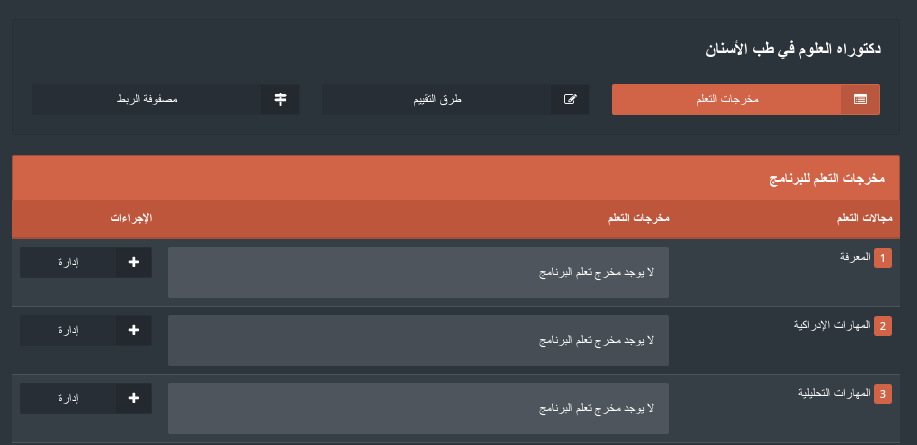 دكتوراه العلوم في طب الأسنان
مخرجات التعلم
طرق التقييم
مصفوفة الربط
مخرجات التعلم للبرنامج
مجالات التعلم
مخرجات التعلم
الإجراءات
1 المعرفة
لا يوجد مخرج تعلم البرنامج
إدارة
2 المهارات الإدراكية
لا يوجد مخرج تعلم البرنامج
إدارة
3 المهارات التحليلية
لا يوجد مخرج تعلم البرنامج
إدارة